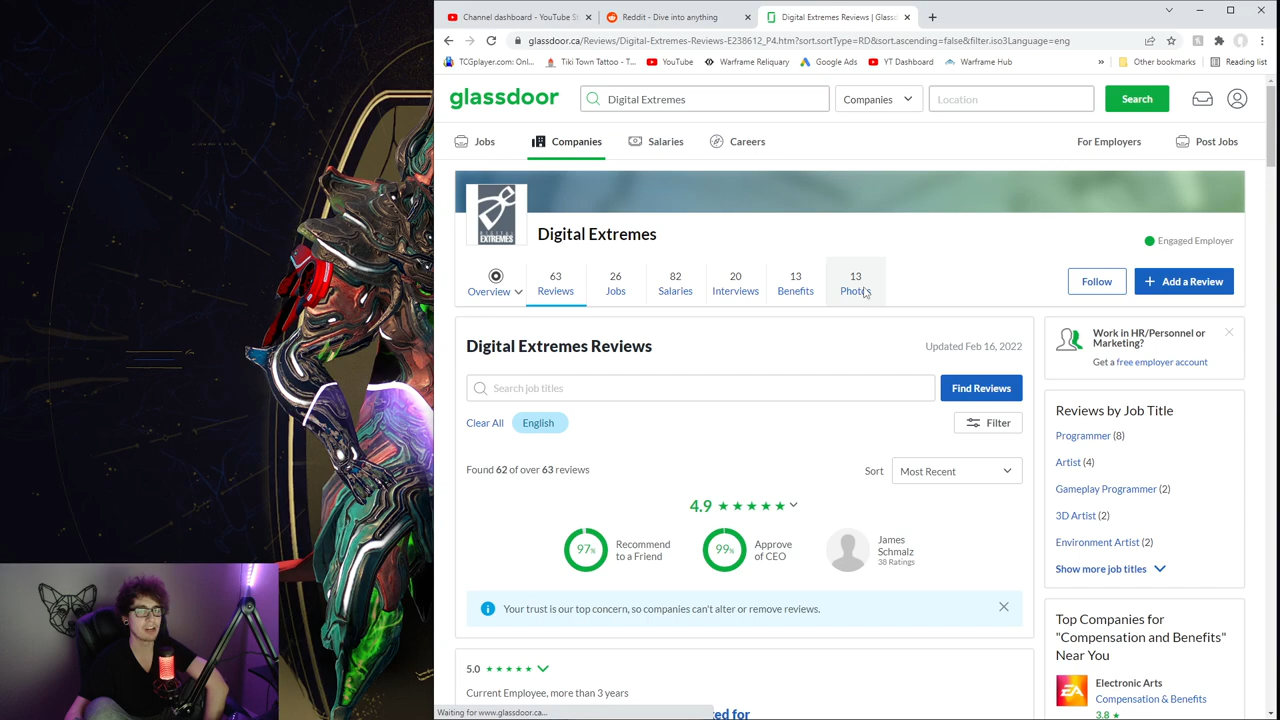 Channel dashboard - YouTube St
Reddit - Dive into anything
Digital Extremes Reviews | Glassd
glassdoor.ca/Reviews/Digital-Extremes-Reviews-E238612_P4.htm?sort.sortType=RD&sort.ascending=false&filter.iso3Language=eng
TCGplayer.com: Onl...
Tiki Town Tattoo - T...
YouTube
Warframe Reliquary
Google Ads
YT Dashboard
Warframe Hub
»
Other bookmarks
Reading list
glassdoor
Digital Extremes
Companies
Location
Search
Jobs
Companies
Salaries
Careers
For Employers
Post Jobs
DIGITAL
EXTREMES
Digital Extremes
Engaged Employer
Overview
63
Reviews
26
Jobs
82
Salaries
20
Interviews
13
Benefits
13
Photos
Follow
+ Add a Review
Digital Extremes Reviews
Updated Feb 16, 2022
Search job titles
Find Reviews
Clear All
English
Filter
Found 62 of over 63 reviews
Sort
Most Recent
4.9 ★★★★★
97%
Recommend
to a Friend
99%
Approve
of CEO
James
Schmalz
38 Ratings
Your trust is our top concern, so companies can't alter or remove reviews.
5.0 ★★★★★
Current Employee, more than 3 years
ted for
Work in HR/Personnel or
Marketing?
Get a free employer account
Reviews by Job Title
Programmer (8)
Artist (4)
Gameplay Programmer (2)
3D Artist (2)
Environment Artist (2)
Show more job titles
Top Companies for
"Compensation and Benefits"
Near You
EA
Electronic Arts
Compensation & Benefits
3.8 ★
Waiting for www.glassdoor.ca...